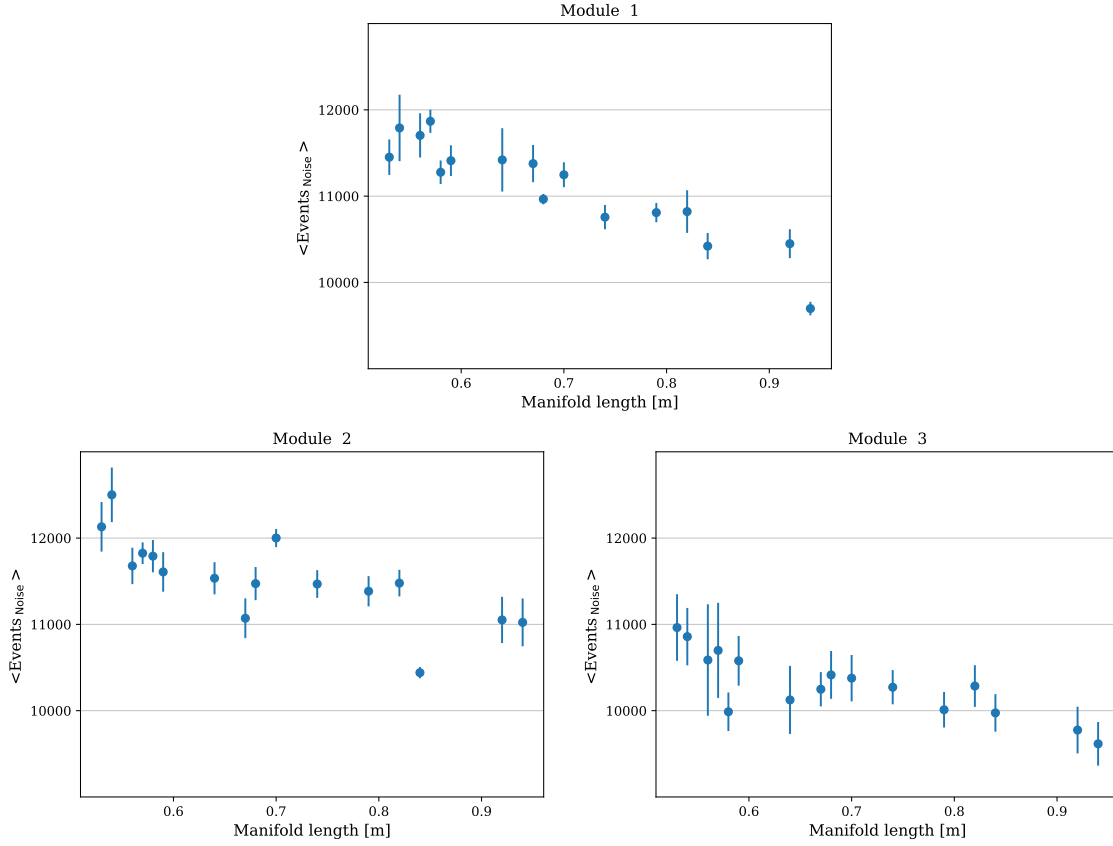 Module 1
12000
11000
10000
<Events Noise >
0.6 0.7 0.8 0.9
Manifold length [m]
Module 2
12000
11000
10000
<Events Noise >
0.6 0.7 0.8 0.9
Manifold length [m]
Module 3
12000
11000
10000
<Events Noise >
0.6 0.7 0.8 0.9
Manifold length [m]